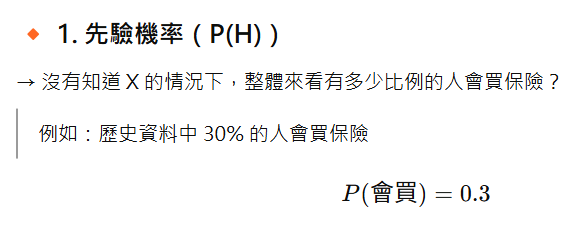 🔸 1. 先驗機率（P(H)）
→ 沒有知道 X 的情況下，整體來看有多少比例的人會買保險？
例如：歷史資料中 30% 的人會買保險
P(會買) = 0.3